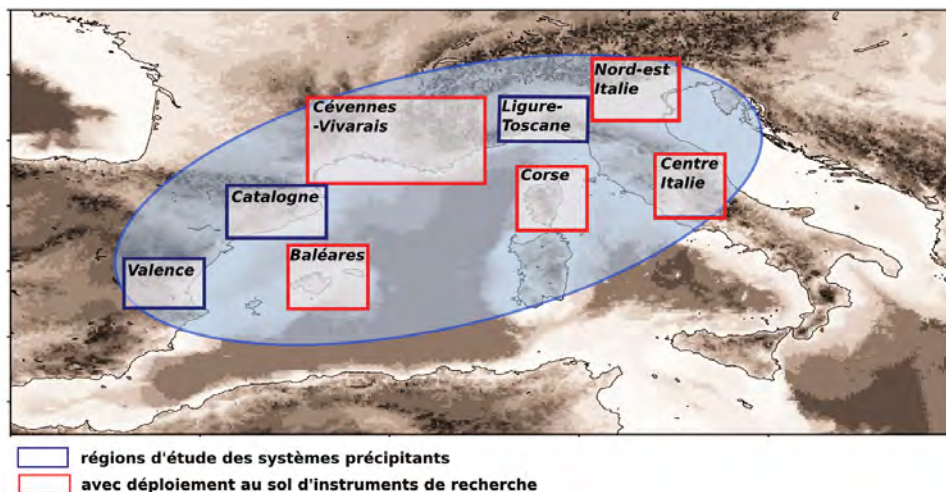 Nord-est
Italie
Cévennes
-Vivarais
Ligure-
Toscane
Centre
Italie
Corse
Catalogne
Baléares
Valence
régions d'étude des systèmes précipitants
avec déploiement au sol d'instruments de recherche